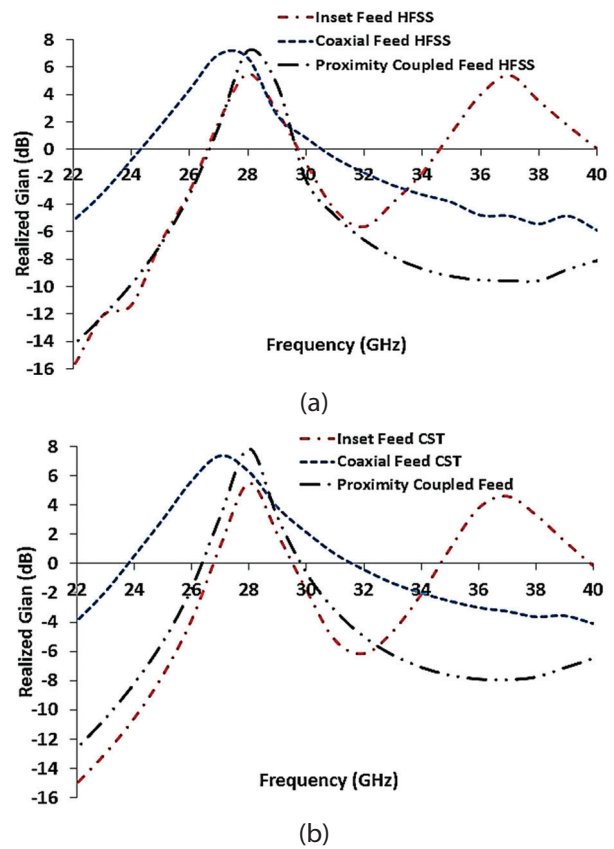 Inset Feed HFSS
Coaxial Feed HFSS
Proximity Coupled Feed HFSS
8
6
4
2
0
-2
-4
-6
-8
-10
-12
-14
-16
22 24 26 28 30 32 34 36 38 40
Realized Gian (dB)
Frequency (GHz)
(a)
Inset Feed CST
Coaxial Feed CST
Proximity Coupled Feed
8
6
4
2
0
-2
-4
-6
-8
-10
-12
-14
-16
22 24 26 28 30 32 34 36 38 40
Realized Gian (dB)
Frequency (GHz)
(b)